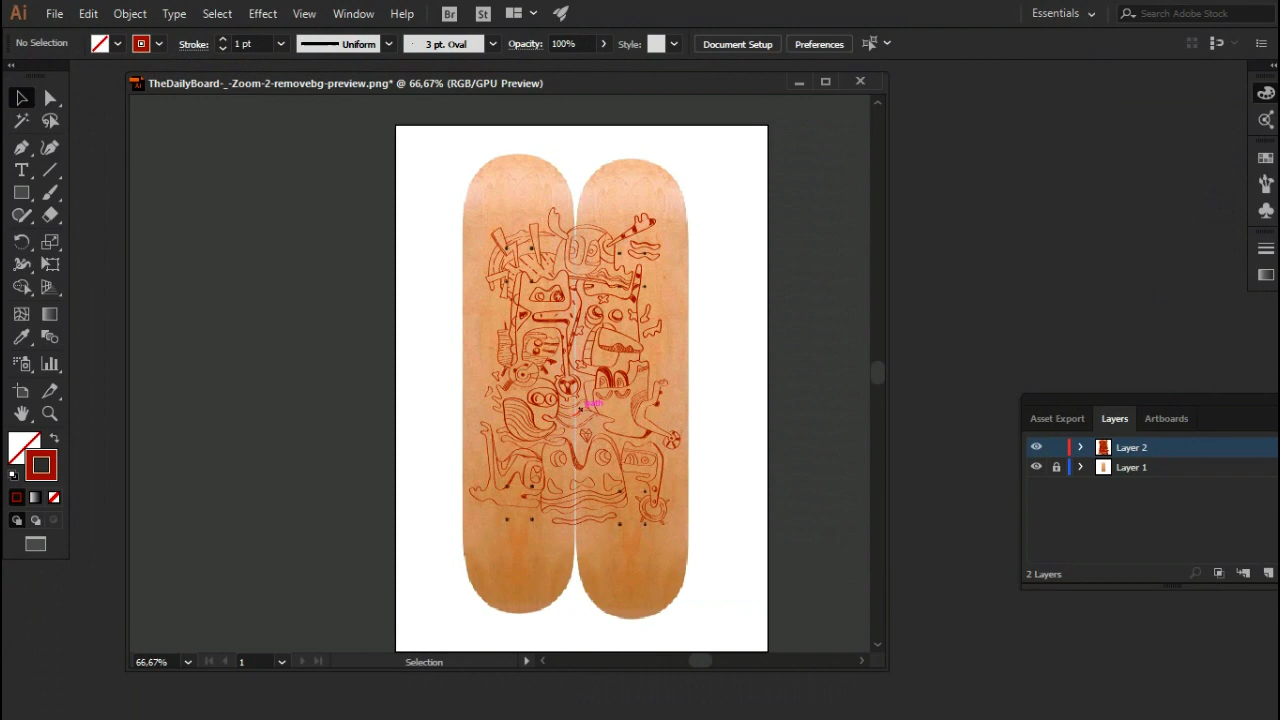 Ai File Edit Object Type Select Effect View Window Help Br St Essentials Search Adobe Stock
No Selection Stroke: 1 pt Uniform 3 pt. Oval Opacity: 100% Style: Document Setup Preferences
Ai TheDailyBoard-_-Zoom-2-removebg-preview.png* @ 66,67% (RGB/GPU Preview)
path
Asset Export Layers Artboards
Layer 2
Layer 1
2 Layers
66,67% 1 Selection